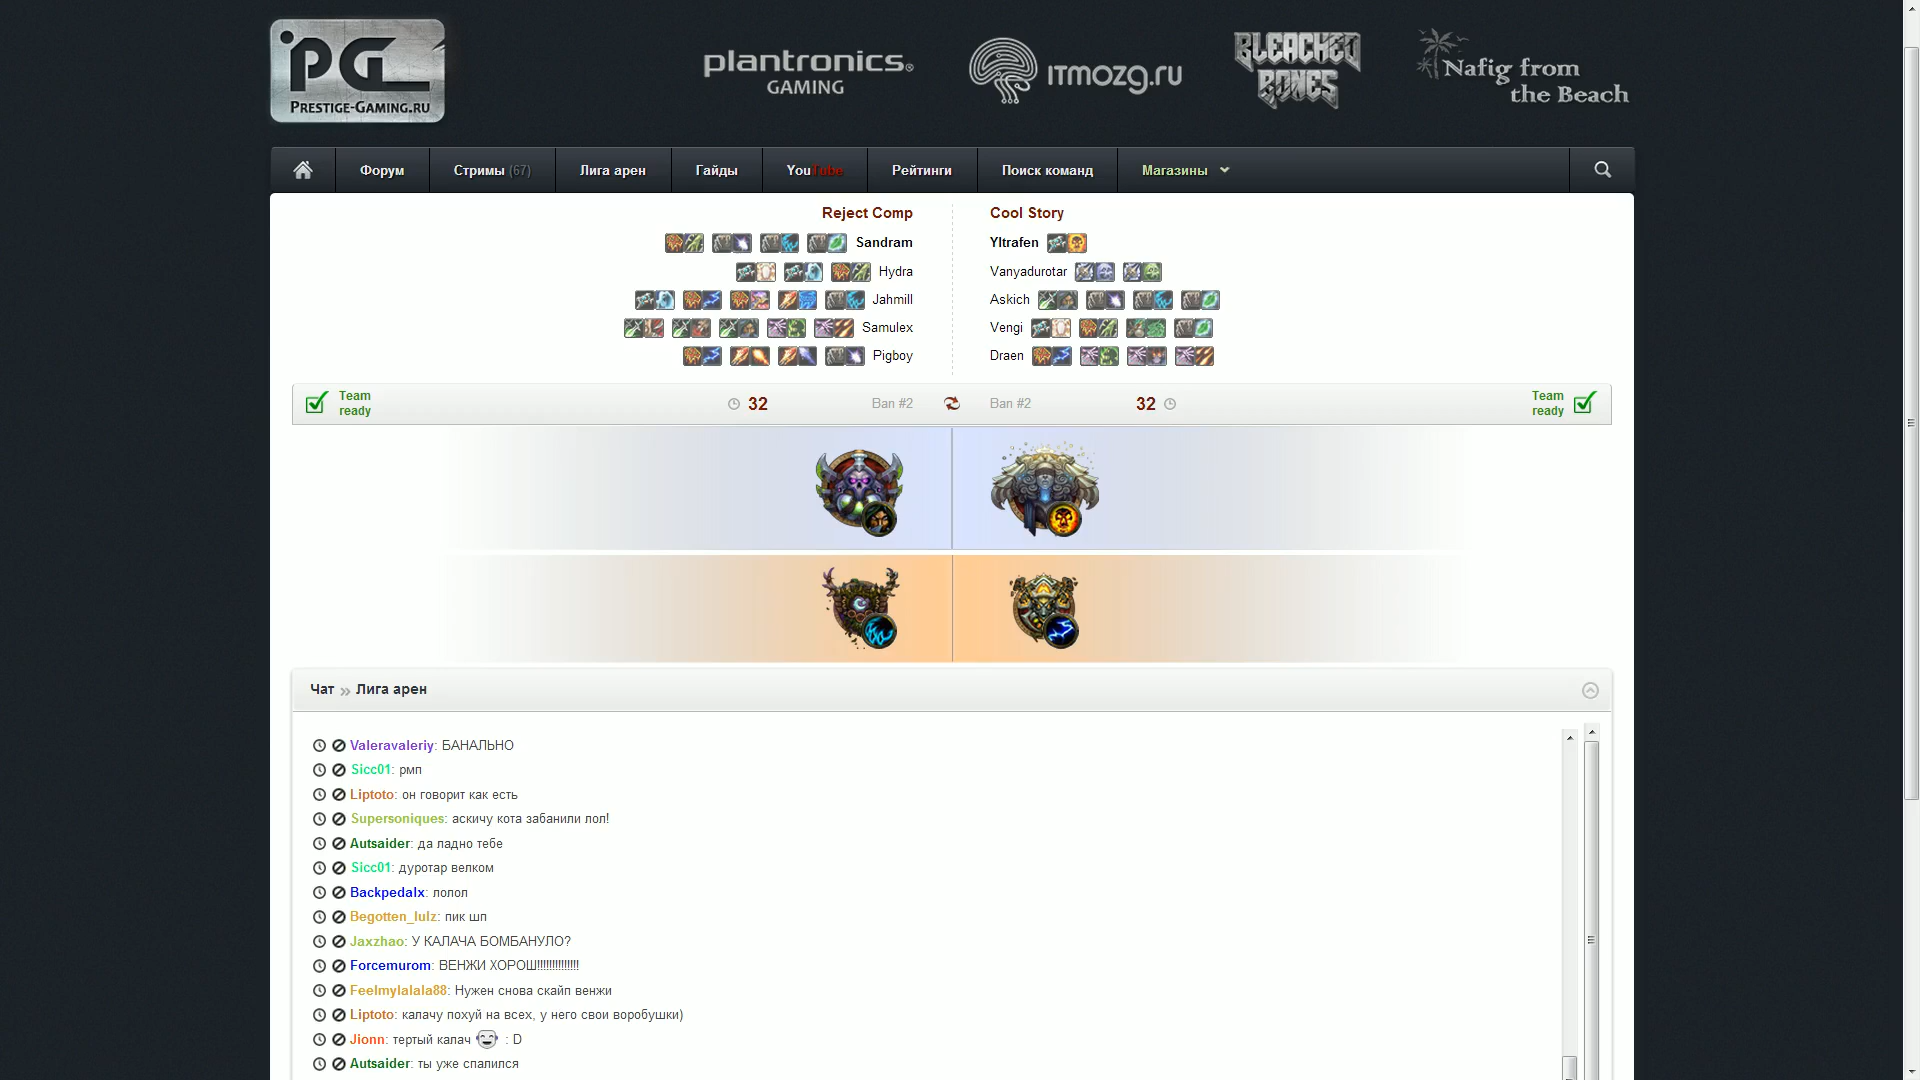 PG
PRESTIGE-GAMING.RU
plantronics®
GAMING
ITMOZG.RU
BLEACHED
BONES
Nafig from
the Beach
Форум
Стримы (67)
Лига арен
Гайды
YouTube
Рейтинги
Поиск команд
Магазины
Reject Comp
Cool Story
Sandram
Yltrafen
Hydra
Vanyadurotar
Jahmill
Askich
Samulex
Vengi
Pigboy
Draen
Team
ready
32
Ban #2
Ban #2
32
Team
ready
Чат » Лига арен
Valeravaleriy: БАНАЛЬНО
Sicc01: рмп
Liptoto: он говорит как есть
Supersoniques: аскичу кота забанили лол!
Autsaider: да ладно тебе
Sicc01: дуротар велком
Backpedalx: лолол
Begotten_lulz: пик шп
Jaxzhao: У КАЛАЧА БОМБАНУЛО?
Forcemurom: ВЕНЖИ ХОРОШ!!!!!!!!!!!!!!
Feelmylalala88: Нужен снова скайп венжи
Liptoto: калачу похуй на всех, у него свои воробушки)
Jionn: тертый калач : D
Autsaider: ты уже спалился